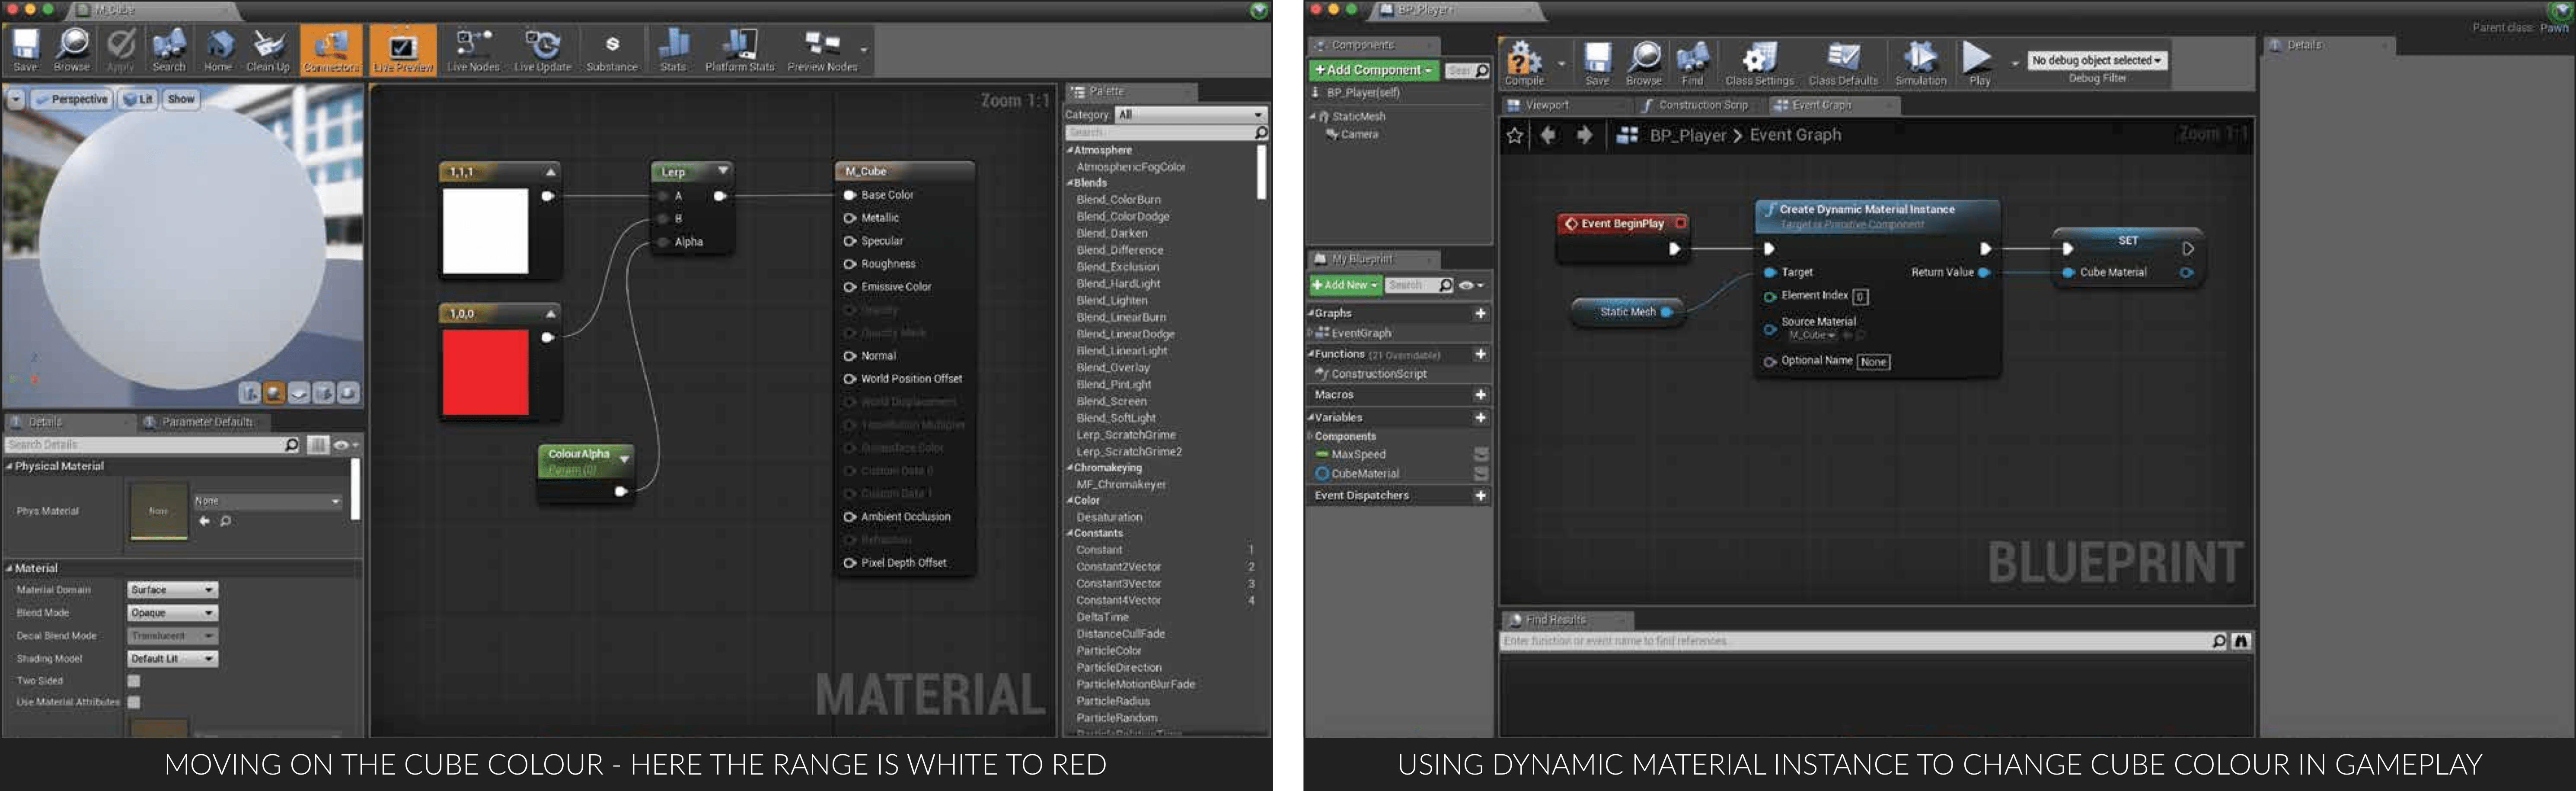 M_Cube
Save
Browse
Apply
Search
Home
Clean Up
Connectors
Live Preview
Live Nodes
Live Update
Substance
Stats
Platform Stats
Preview Nodes
Perspective
Lit
Show
Details
Parameter Defaults
Search Details
Physical Material
Phys Material
None
None
Material
Material Domain
Surface
Blend Mode
Opaque
Decal Blend Mode
Translucent
Shading Model
Default Lit
Two Sided
Use Material Attributes
Zoom 1:1
1,1,1
1,0,0
Lerp
A
B
Alpha
ColourAlpha
Param (0)
M_Cube
Base Color
Metallic
Specular
Roughness
Emissive Color
Opacity
Opacity Mask
Normal
World Position Offset
World Displacement
Tessellation Multiplier
Subsurface Color
Custom Data 0
Custom Data 1
Ambient Occlusion
Refraction
Pixel Depth Offset
MATERIAL
Palette
Category: All
Search
Atmosphere
AtmosphericFogColor
Blends
Blend_ColorBurn
Blend_ColorDodge
Blend_Darken
Blend_Difference
Blend_Exclusion
Blend_HardLight
Blend_Lighten
Blend_LinearBurn
Blend_LinearDodge
Blend_LinearLight
Blend_Overlay
Blend_PinLight
Blend_Screen
Blend_SoftLight
Lerp_ScratchGrime
Lerp_ScratchGrime2
Chromakeying
MF_Chromakeyer
Color
Desaturation
Constants
Constant 1
Constant2Vector 2
Constant3Vector 3
Constant4Vector 4
DeltaTime
DistanceCullFade
ParticleColor
ParticleDirection
ParticleMotionBlurFade
ParticleRadius
ParticleRandom
MOVING ON THE CUBE COLOUR - HERE THE RANGE IS WHITE TO RED
BP_Player
Parent class: Pawn
Components
+Add Component
Sear
BP_Player(self)
StaticMesh
Camera
My Blueprint
+Add New
Search
Graphs
EventGraph
Functions (21 Overridable)
ConstructionScript
Macros
Variables
Components
MaxSpeed
CubeMaterial
Event Dispatchers
Compile
Save
Browse
Find
Class Settings
Class Defaults
Simulation
Play
No debug object selected
Debug Filter
Viewport
Construction Scrip
Event Graph
BP_Player > Event Graph
Zoom 1:1
Event BeginPlay
Static Mesh
Create Dynamic Material Instance
Target is Primitive Component
Target
Return Value
Element Index 0
Source Material
M_Cube
Optional Name None
SET
Cube Material
BLUEPRINT
Find Results
Enter function or event name to find references...
Details
USING DYNAMIC MATERIAL INSTANCE TO CHANGE CUBE COLOUR IN GAMEPLAY